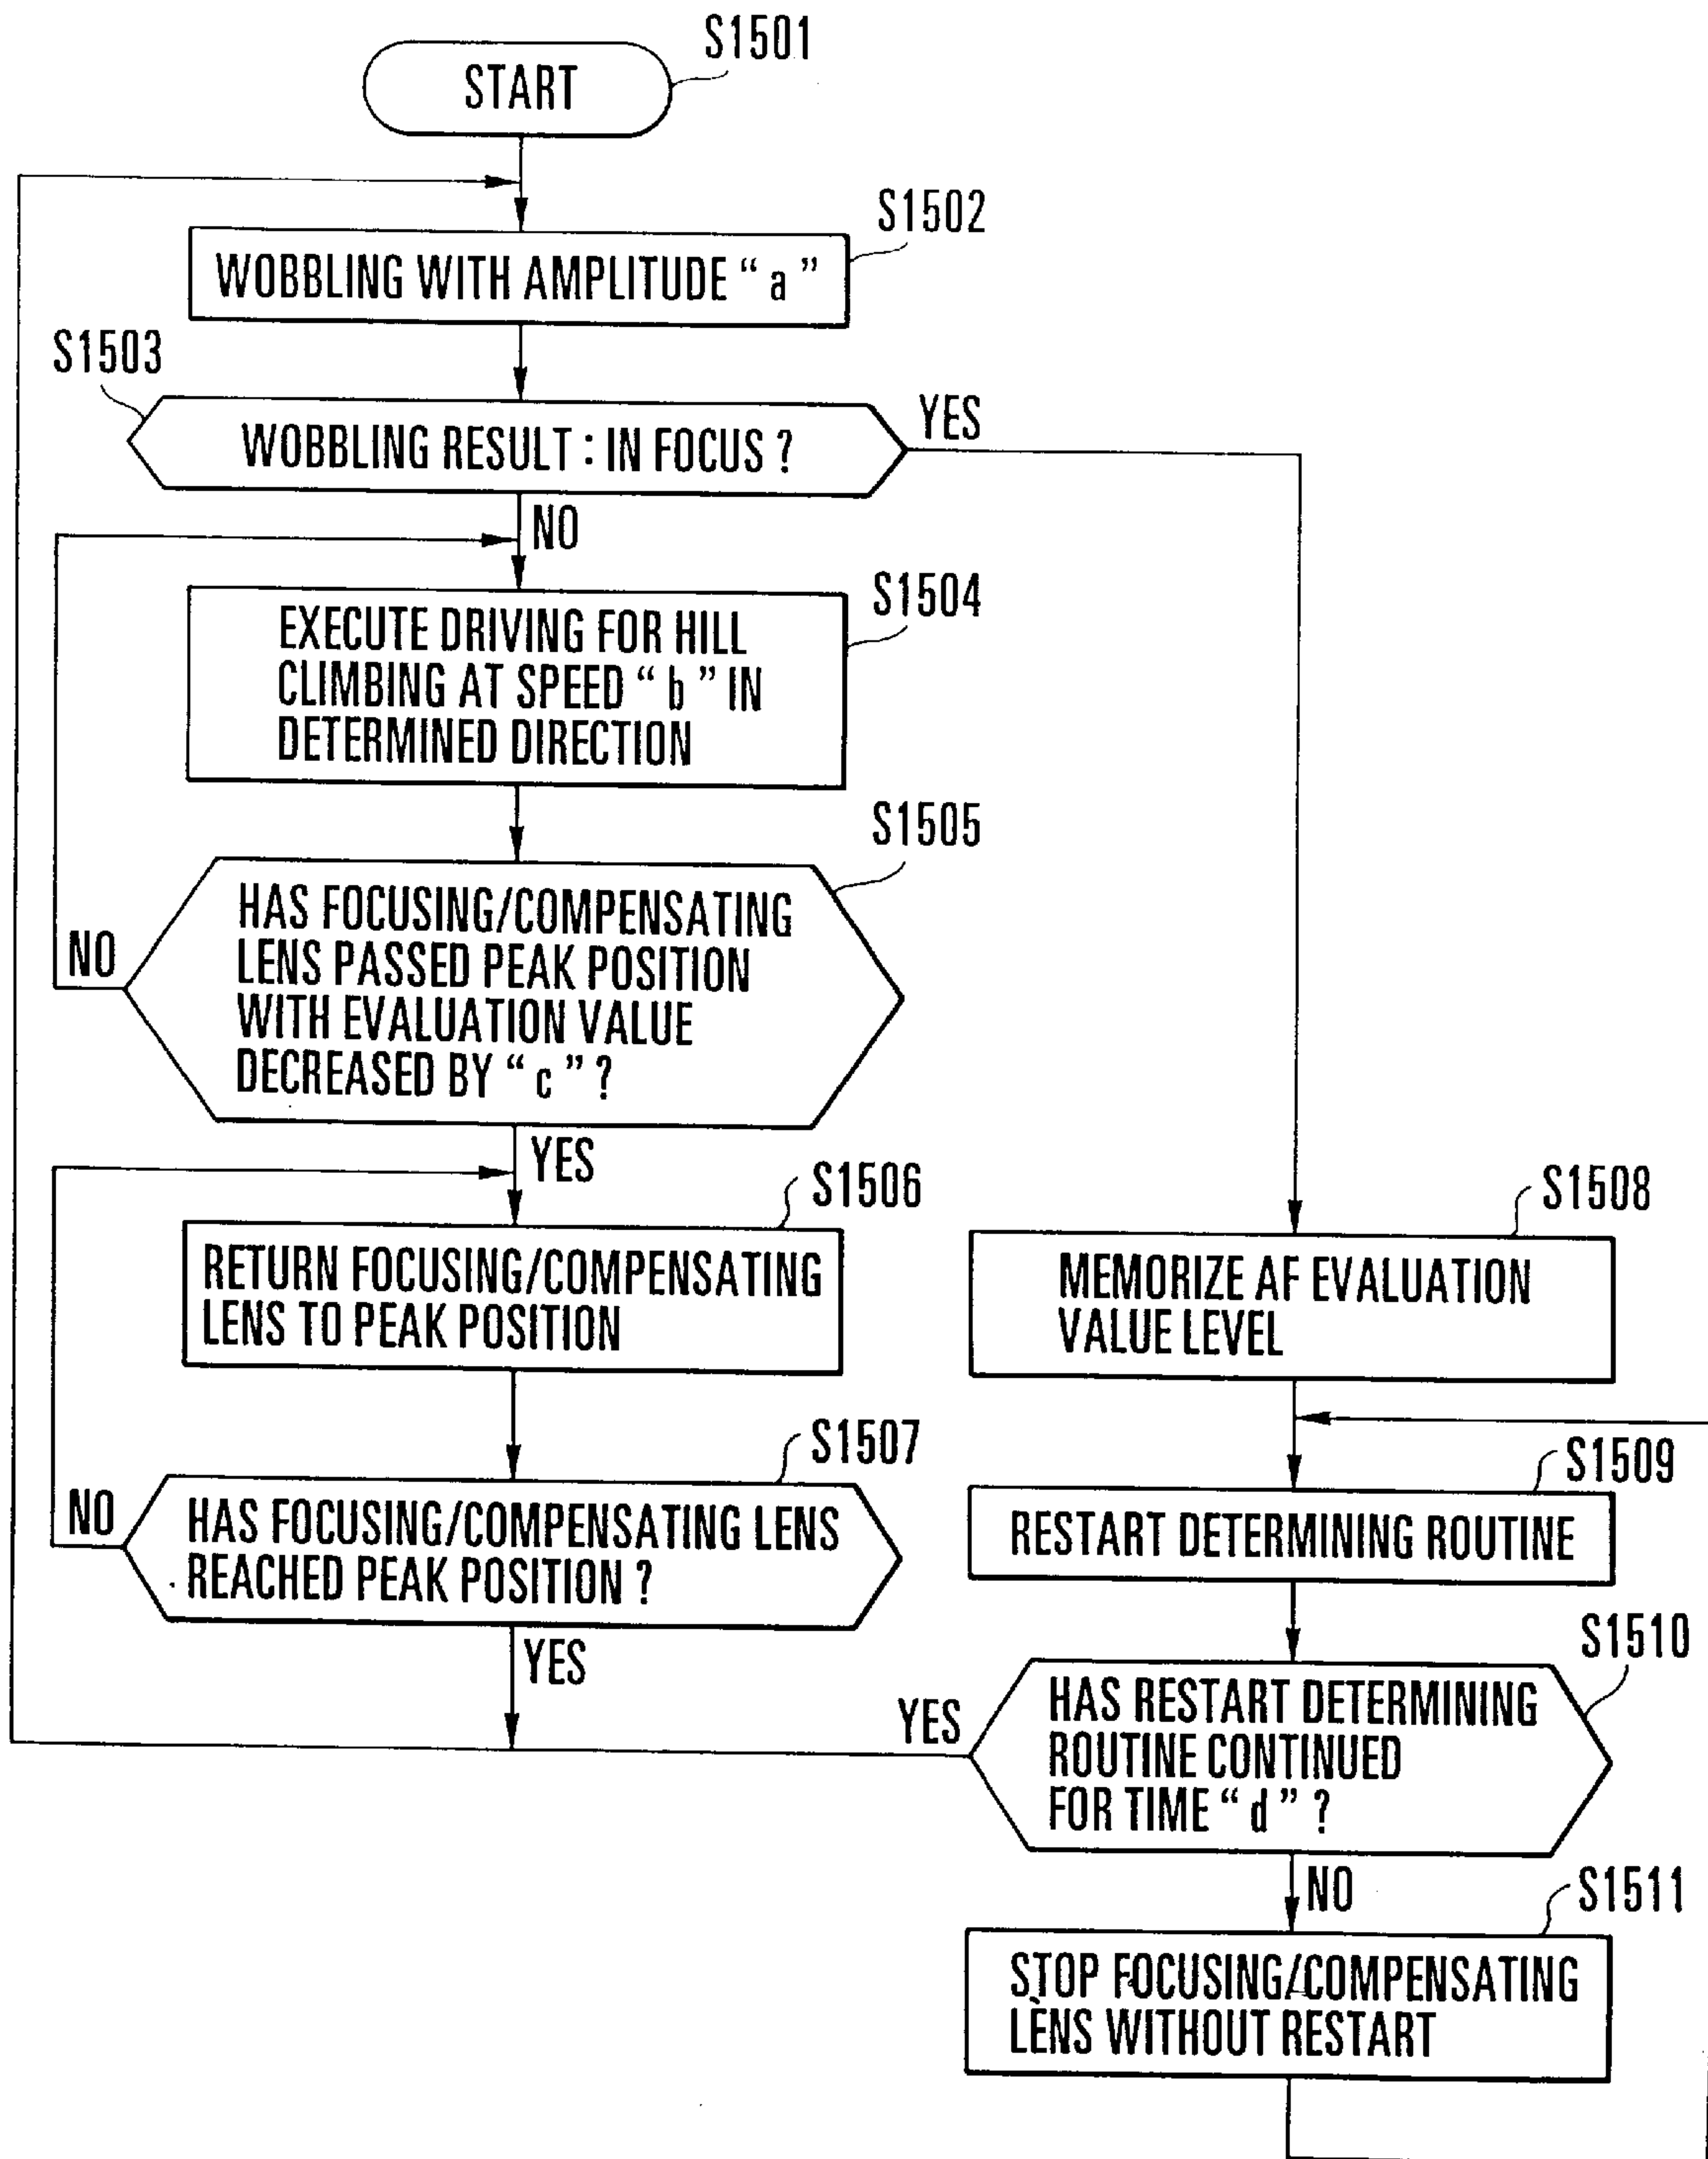 S1501
START
S1502
WOBBLING WITH AMPLITUDE “ a ”
S1503
WOBBLING RESULT : IN FOCUS ?
YES
NO
S1504
EXECUTE DRIVING FOR HILL
CLIMBING AT SPEED “ b ” IN
DETERMINED DIRECTION
S1505
HAS FOCUSING/COMPENSATING
LENS PASSED PEAK POSITION
WITH EVALUATION VALUE
DECREASED BY “ c ” ?
NO
YES
S1506
RETURN FOCUSING/COMPENSATING
LENS TO PEAK POSITION
S1507
HAS FOCUSING/COMPENSATING LENS
REACHED PEAK POSITION ?
NO
YES
S1508
MEMORIZE AF EVALUATION
VALUE LEVEL
S1509
RESTART DETERMINING ROUTINE
S1510
HAS RESTART DETERMINING
ROUTINE CONTINUED
FOR TIME “ d ” ?
YES
NO
S1511
STOP FOCUSING/COMPENSATING
LENS WITHOUT RESTART